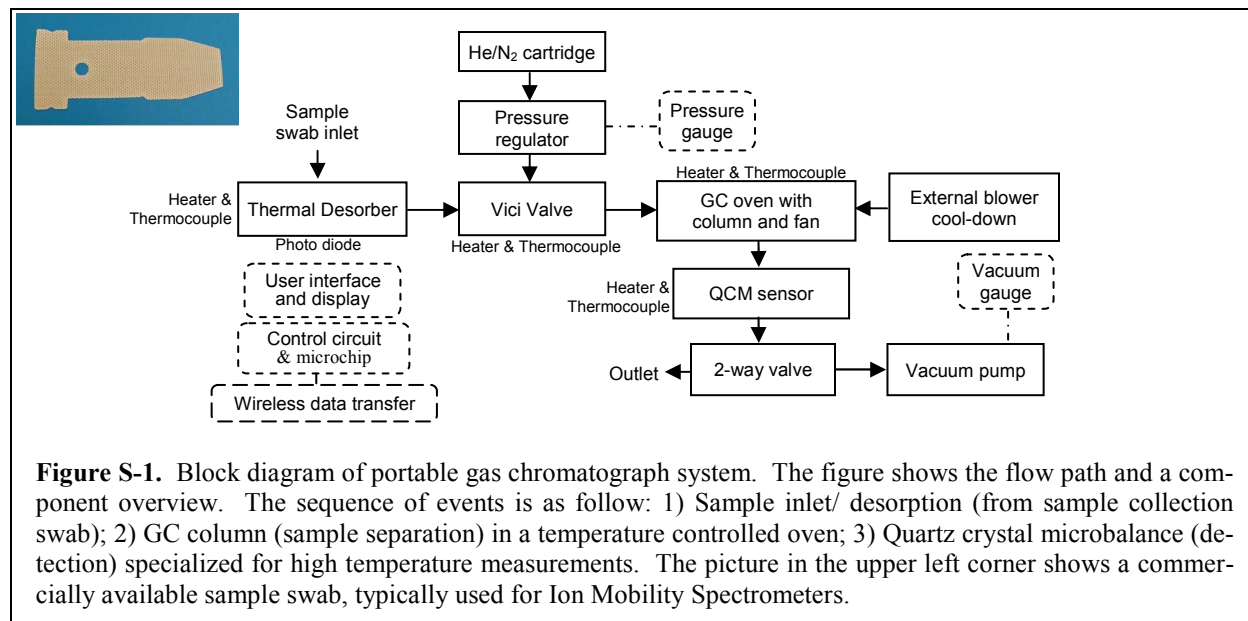 He/N₂ cartridge
Sample
swab inlet
Pressure
regulator
Pressure
gauge
Heater &
Thermocouple
Thermal Desorber
Photo diode
Vici Valve
Heater & Thermocouple
Heater & Thermocouple
GC oven with
column and fan
External blower
cool-down
User interface
and display
Control circuit
& microchip
Wireless data transfer
Heater &
Thermocouple
QCM sensor
Vacuum
gauge
Outlet
2-way valve
Vacuum pump
Figure S-1. Block diagram of portable gas chromatograph system. The figure shows the flow path and a com-
ponent overview. The sequence of events is as follow: 1) Sample inlet/ desorption (from sample collection
swab); 2) GC column (sample separation) in a temperature controlled oven; 3) Quartz crystal microbalance (de-
tection) specialized for high temperature measurements. The picture in the upper left corner shows a commer-
cially available sample swab, typically used for Ion Mobility Spectrometers.